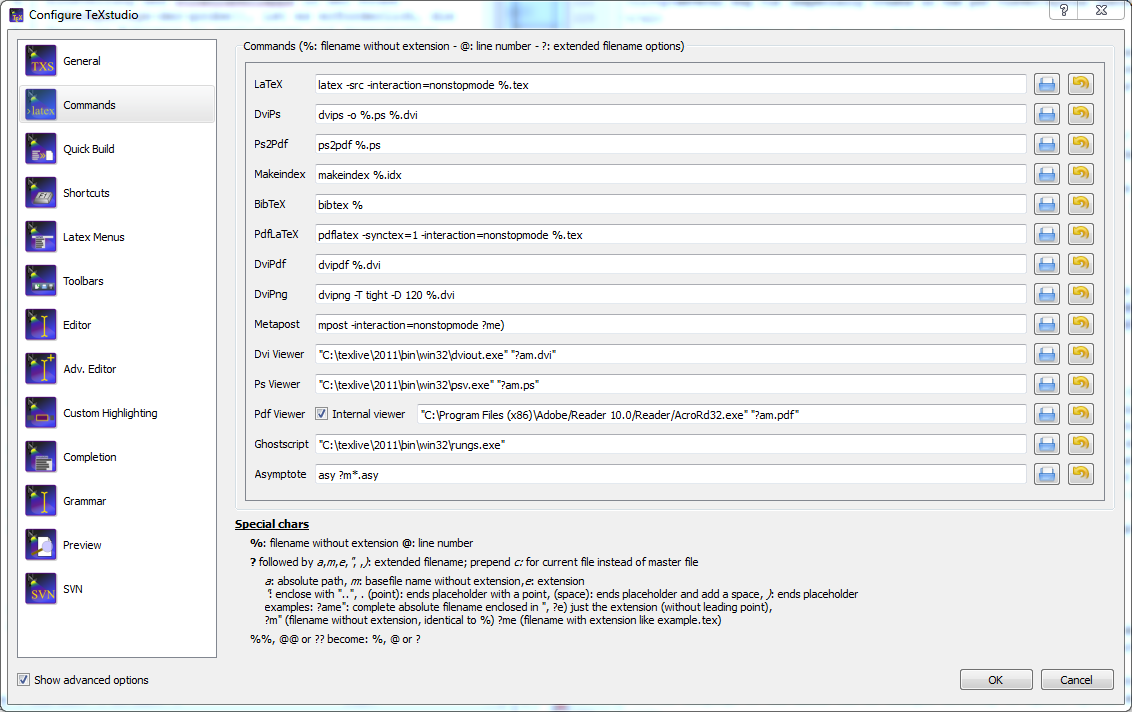 Configure TeXstudio
General
Commands
Quick Build
Shortcuts
Latex Menus
Toolbars
Editor
Adv. Editor
Custom Highlighting
Completion
Grammar
Preview
SVN
Show advanced options
Commands (%: filename without extension - @: line number - ?: extended filename options)
LaTeX latex -src -interaction=nonstopmode %.tex
DviPs dvips -o %.ps %.dvi
Ps2Pdf ps2pdf %.ps
Makeindex makeindex %.idx
BibTeX bibtex %
PdfLaTeX pdflatex -synctex=1 -interaction=nonstopmode %.tex
DviPdf dvipdf %.dvi
DviPng dvipng -T tight -D 120 %.dvi
Metapost mpost -interaction=nonstopmode ?me)
Dvi Viewer "C:\texlive\2011\bin\win32\dviout.exe" "?am.dvi"
Ps Viewer "C:\texlive\2011\bin\win32\psv.exe" "?am.ps"
Pdf Viewer Internal viewer "C:\Program Files (x86)\Adobe/Reader 10.0/Reader/AcroRd32.exe" "?am.pdf"
Ghostscript "C:\texlive\2011\bin\win32\rungs.exe"
Asymptote asy ?m*.asy
Special chars
%: filename without extension @: line number
? followed by a,m,e,", ,): extended filename; prepend c: for current file instead of master file
a: absolute path, m: basefile name without extension,e: extension
": enclose with "..", . (point): ends placeholder with a point, (space): ends placeholder and add a space, ): ends placeholder
examples: ?ame": complete absolute filename enclosed in ", ?e) just the extension (without leading point),
?m" (filename without extension, identical to %) ?me (filename with extension like example.tex)
%%, @@ or ?? become: %, @ or ?
OK
Cancel